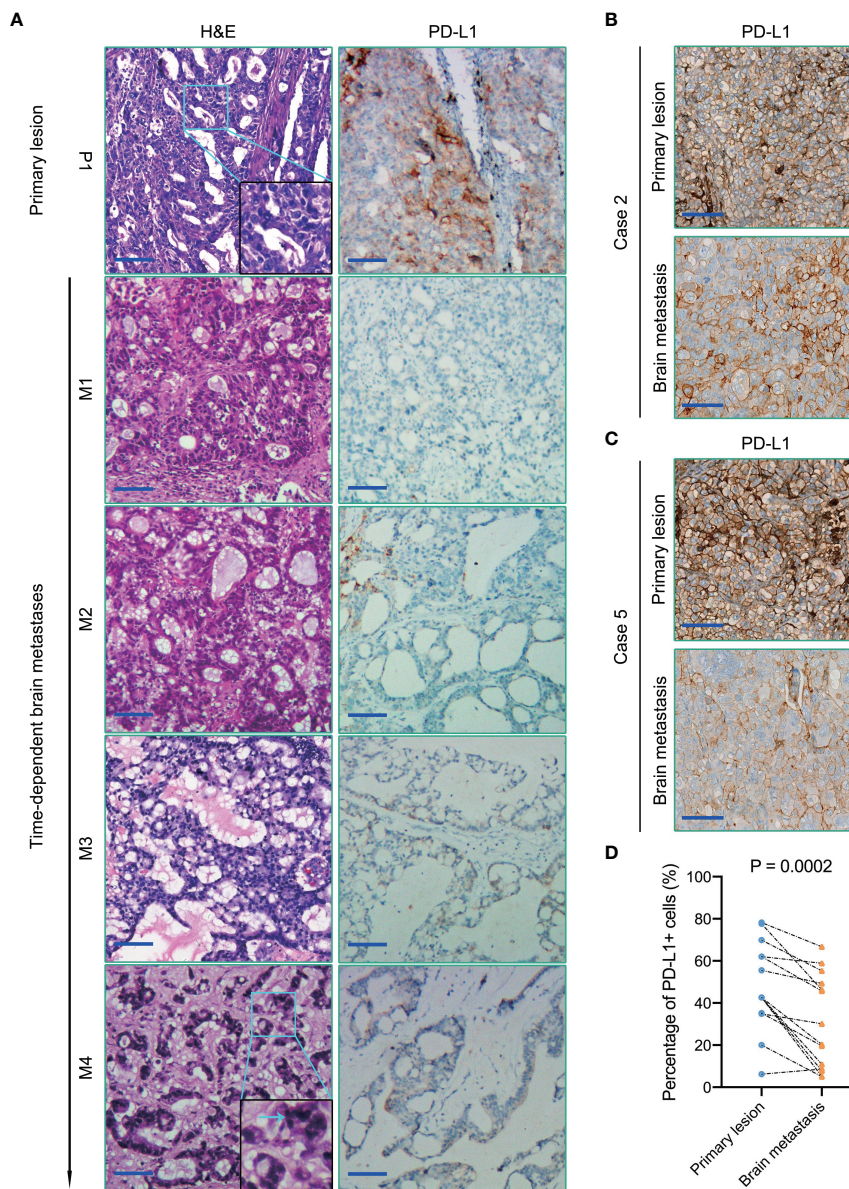 A
H&E
PD-L1
Primary lesion
P1
Time-dependent brain metastases
M1
M2
M3
M4
B
PD-L1
Case 2
Primary lesion
Brain metastasis
C
PD-L1
Case 5
Primary lesion
Brain metastasis
D
P = 0.0002
Percentage of PD-L1+ cells (%)
100
80
60
40
20
0
Primary lesion
Brain metastasis